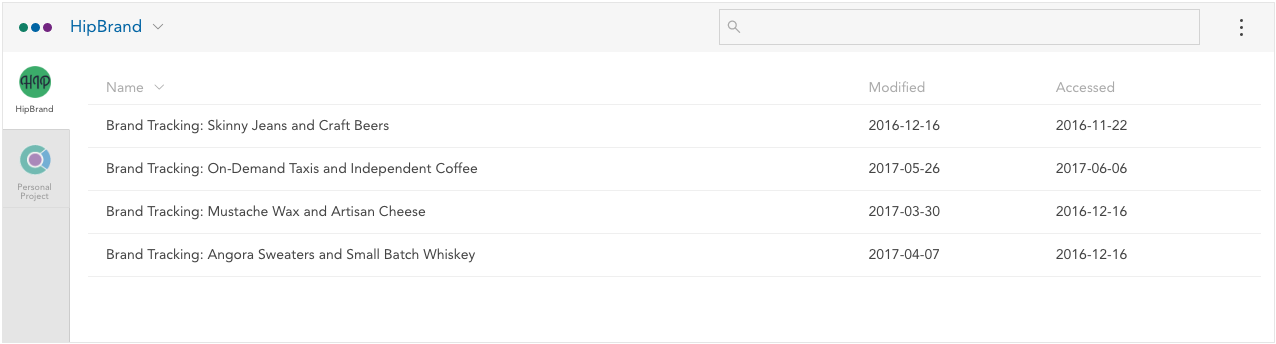 HipBrand
HIP
HipBrand
Personal
Project
Name Modified Accessed
Brand Tracking: Skinny Jeans and Craft Beers 2016-12-16 2016-11-22
Brand Tracking: On-Demand Taxis and Independent Coffee 2017-05-26 2017-06-06
Brand Tracking: Mustache Wax and Artisan Cheese 2017-03-30 2016-12-16
Brand Tracking: Angora Sweaters and Small Batch Whiskey 2017-04-07 2016-12-16